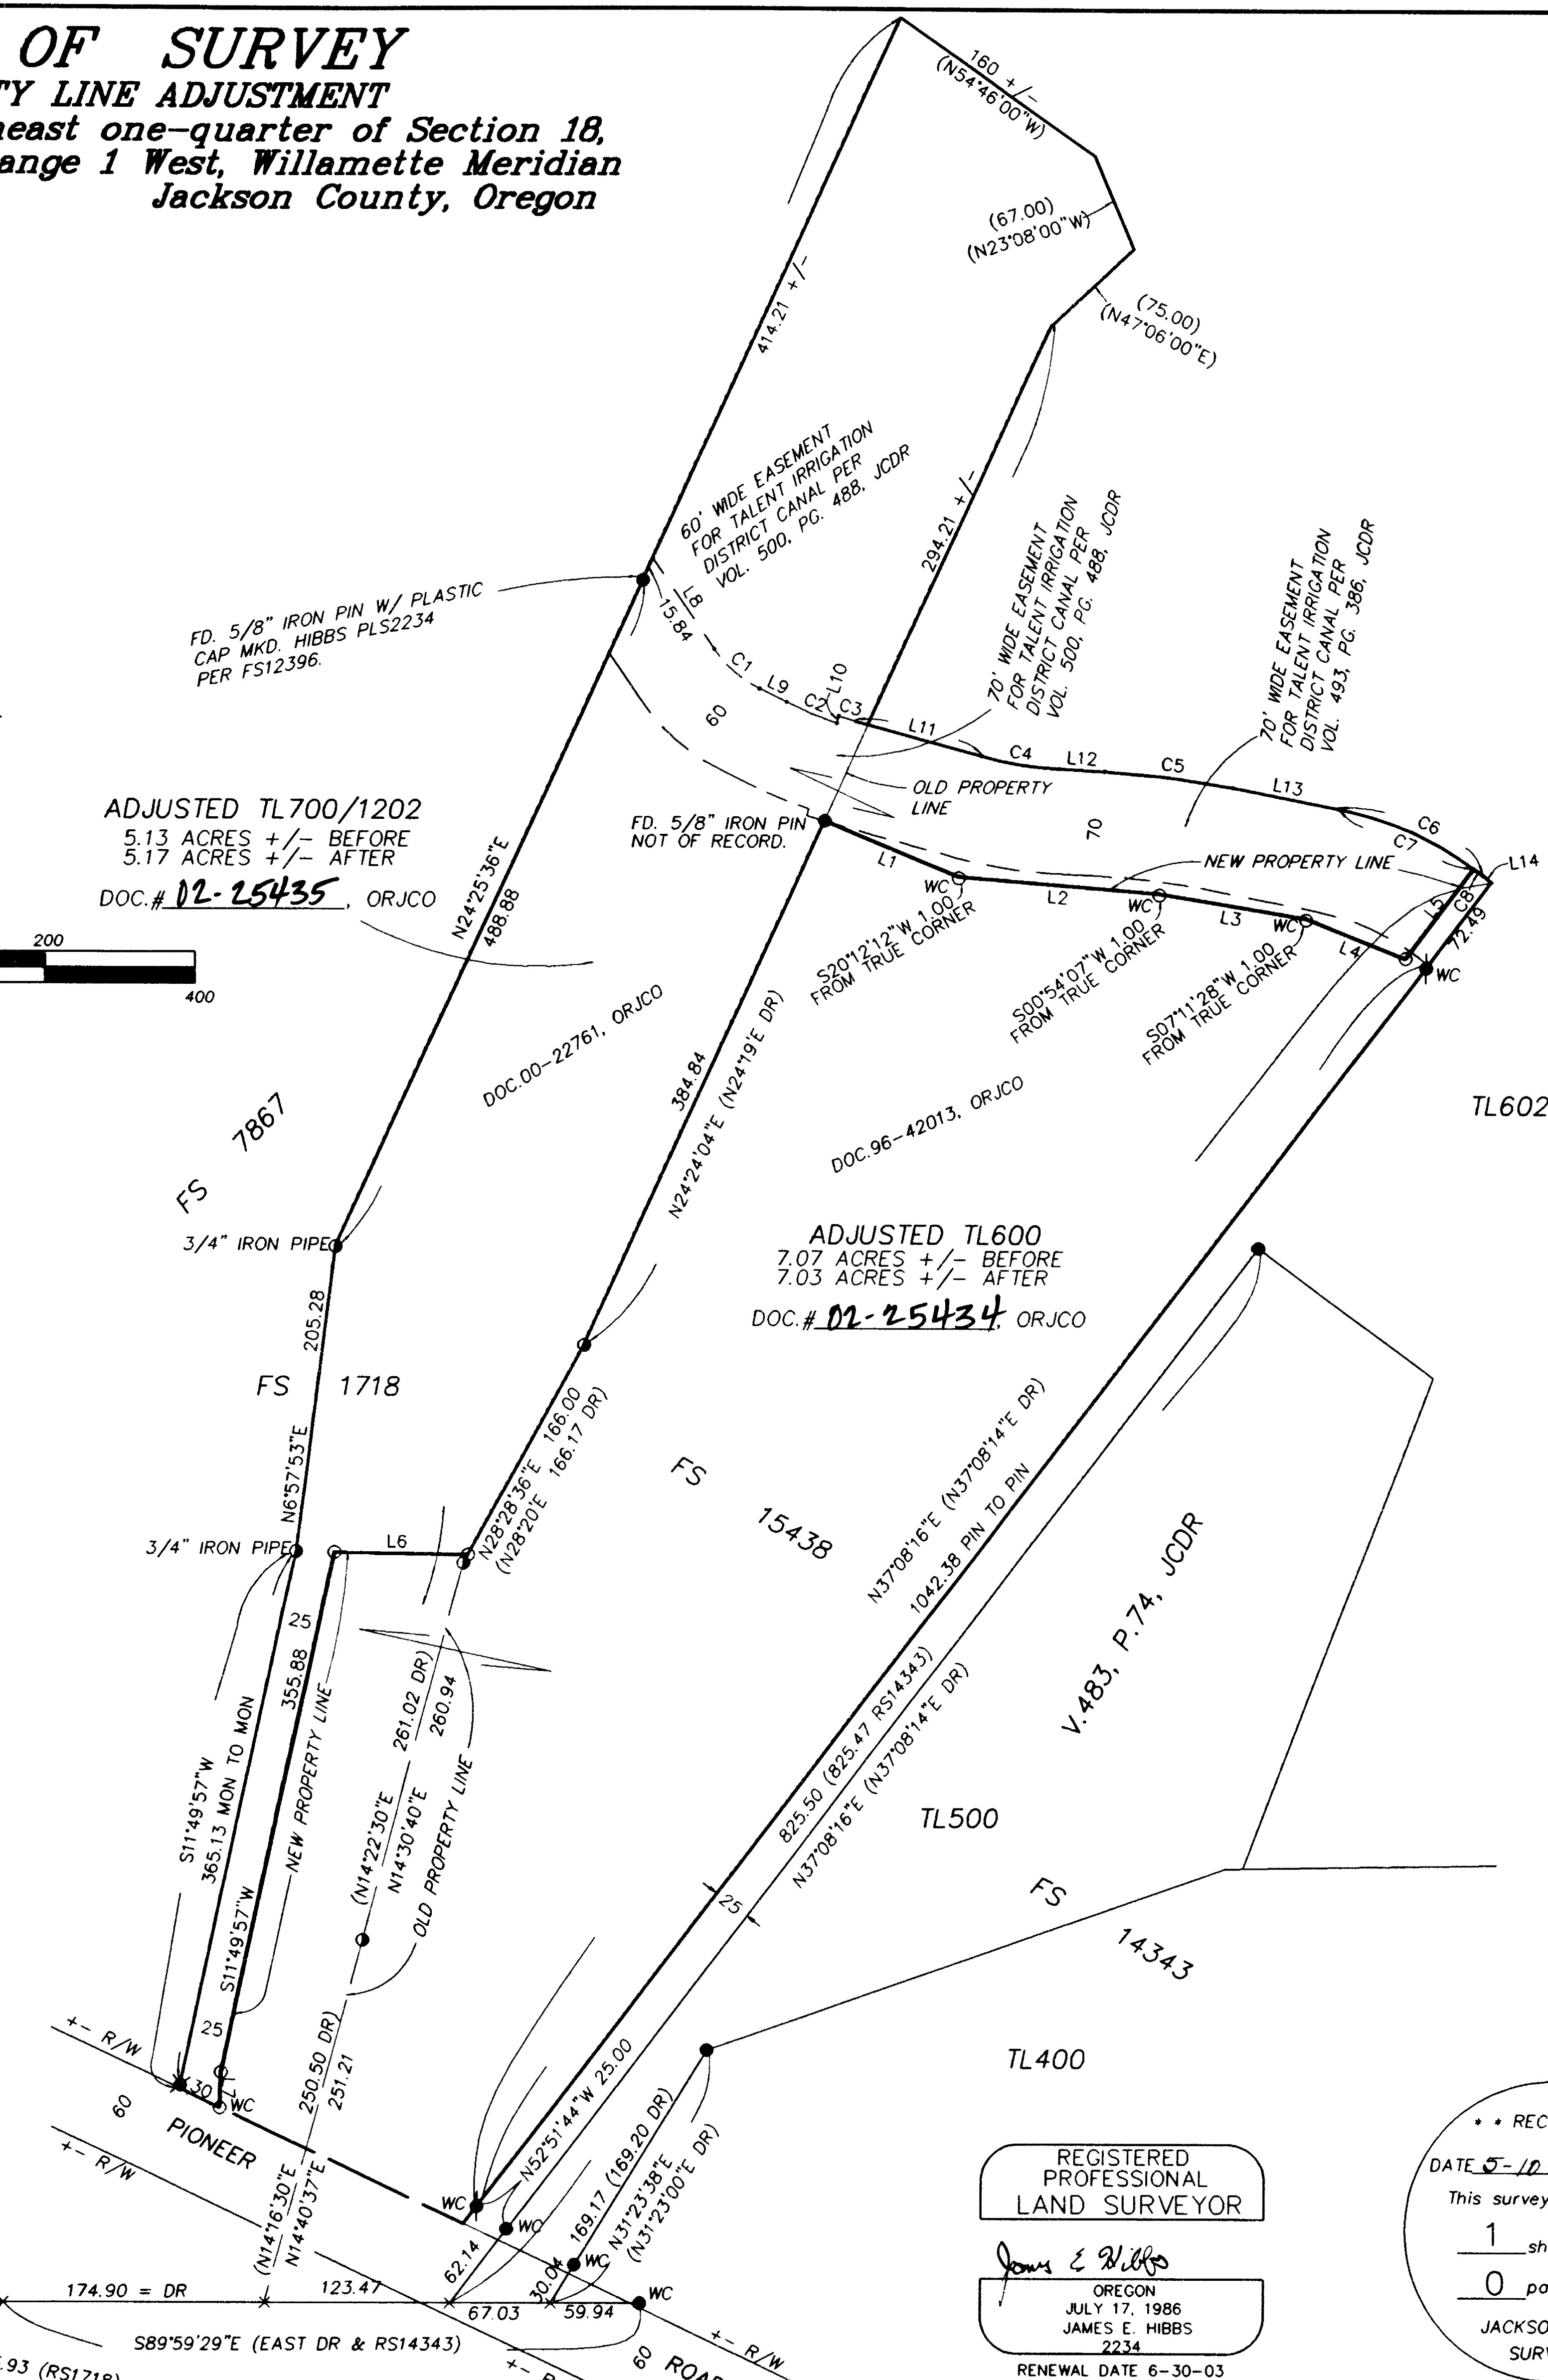 OF SURVEY
TY LINE ADJUSTMENT
heast one-quarter of Section 18,
ange 1 West, Willamette Meridian
Jackson County, Oregon
160 +/-
(N54°46'00"W)
(67.00)
(N23°08'00"W)
(75.00)
(N47°06'00"E)
414.21 +/-
60' WIDE EASEMENT
FOR TALENT IRRIGATION
DISTRICT CANAL PER
VOL. 500, PG. 488, JCDR
294.21 +/-
70' WIDE EASEMENT
FOR TALENT IRRIGATION
DISTRICT CANAL PER
VOL. 500, PG. 488, JCDR
70' WIDE EASEMENT
FOR TALENT IRRIGATION
DISTRICT CANAL PER
VOL. 493, PG. 386, JCDR
FD. 5/8" IRON PIN W/ PLASTIC
CAP MKD. HIBBS PLS2234
PER FS12396.
L8
15.84
C1
L9
C2
L10
C3
L11
C4
L12
C5
L13
C6
C7
L14
60
OLD PROPERTY
LINE
70
ADJUSTED TL700/1202
5.13 ACRES +/- BEFORE
5.17 ACRES +/- AFTER
DOC.# 02-25435, ORJCO
FD. 5/8" IRON PIN
NOT OF RECORD.
NEW PROPERTY LINE
L1
WC
L2
WC
L3
WC
L4
L5
C8
72.49
WC
N24°25'36"E
488.88
200
400
S20°12'12"W 1.00
FROM TRUE CORNER
S00°54'07"W 1.00
FROM TRUE CORNER
S07°11'28"W 1.00
FROM TRUE CORNER
DOC.00-22761, ORJCO
384.84
N24°24'04"E (N24°19'E DR)
DOC.96-42013, ORJCO
TL602
FS 7867
3/4" IRON PIPE
ADJUSTED TL600
7.07 ACRES +/- BEFORE
7.03 ACRES +/- AFTER
DOC.# 02-25434, ORJCO
205.28
N6°57'53"E
FS 1718
N28°28'36"E 166.00
(N28°20'E 166.17 DR)
FS 15438
N37°08'16"E (N37°08'14"E DR)
1042.38 PIN TO PIN
3/4" IRON PIPE
L6
25
355.88
NEW PROPERTY LINE
S11°49'57"W
365.13 MON TO MON
S11°49'57"W
25
261.02 DR)
260.94
(N14°22'30"E
N14°30'40"E
OLD PROPERTY LINE
V.483, P.74, JCDR
825.50 (825.47 RS14343)
N37°08'16"E (N37°08'14"E DR)
TL500
25
FS 14343
+- R/W
30
L7
WC
60
PIONEER
+- R/W
250.50 DR)
251.21
(N14°16'30"E
N14°40'37"E
TL400
N52°51'44"W 25.00
WC
WC
169.17 (169.20 DR)
N31°23'38"E
(N31°23'00"E DR)
WC
62.14
30.04
WC
174.90 = DR
123.47
67.03
59.94
S89°59'29"E (EAST DR & RS14343)
.93 (RS1718)
+- R/W
60
ROA
+- R/W
REGISTERED
PROFESSIONAL
LAND SURVEYOR
James E Hibbs
OREGON
JULY 17, 1986
JAMES E. HIBBS
2234
RENEWAL DATE 6-30-03
* * REC
DATE 5-10
This survey
1 sh
0 pa
JACKSO
SURV